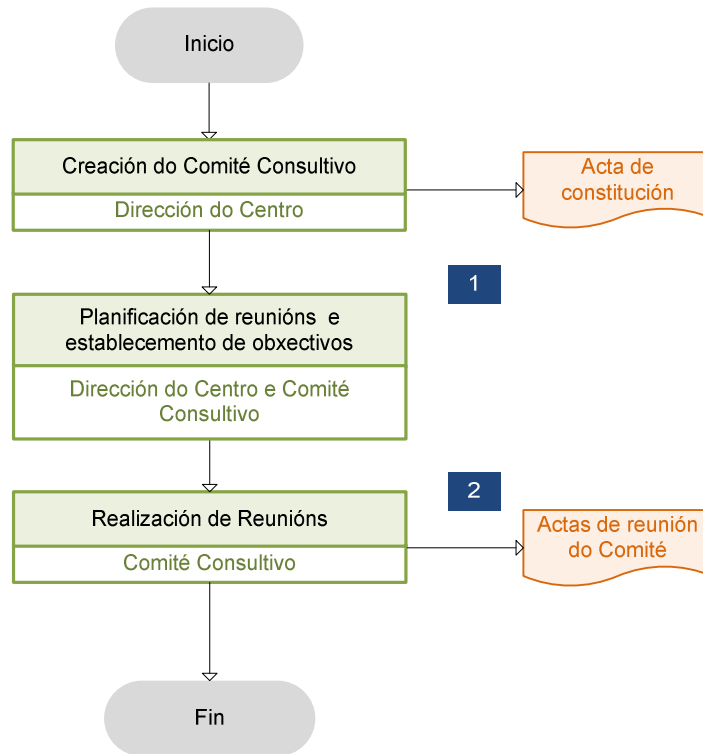 Inicio
Creación do Comité Consultivo
Dirección do Centro
Acta de
constitución
1
Planificación de reunións e
establecemento de obxectivos
Dirección do Centro e Comité
Consultivo
2
Realización de Reunións
Comité Consultivo
Actas de reunión
do Comité
Fin